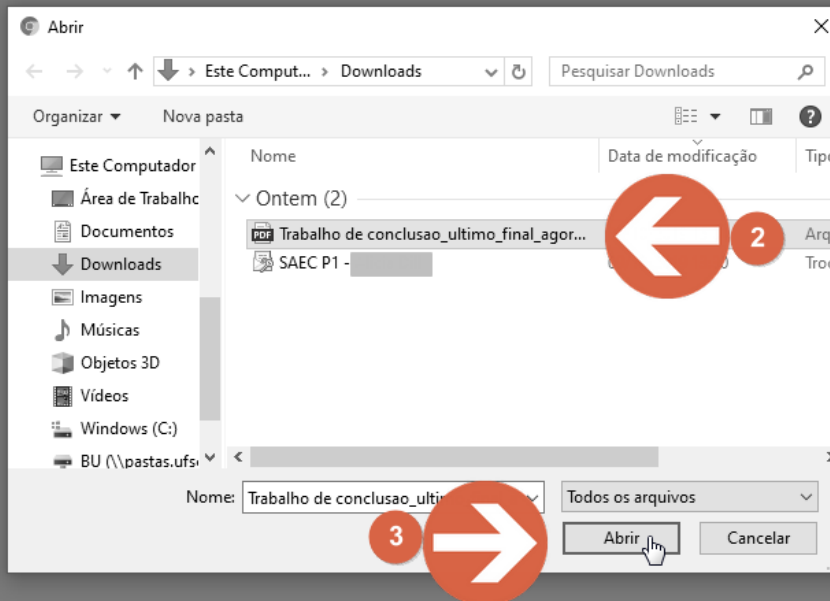 Abrir
Este Comput... > Downloads
Pesquisar Downloads
Organizar
Nova pasta
Este Computador
Área de Trabalho
Documentos
Downloads
Imagens
Músicas
Objetos 3D
Vídeos
Windows (C:)
BU (\\pastas.ufs
Nome
Data de modificação
Tipo
Ontem (2)
PDF Trabalho de conclusao_ultimo_final_agor...
2
Arq
SAEC P1 -
Nome:
Trabalho de conclusao_ulti
Todos os arquivos
3
Abrir
Cancelar